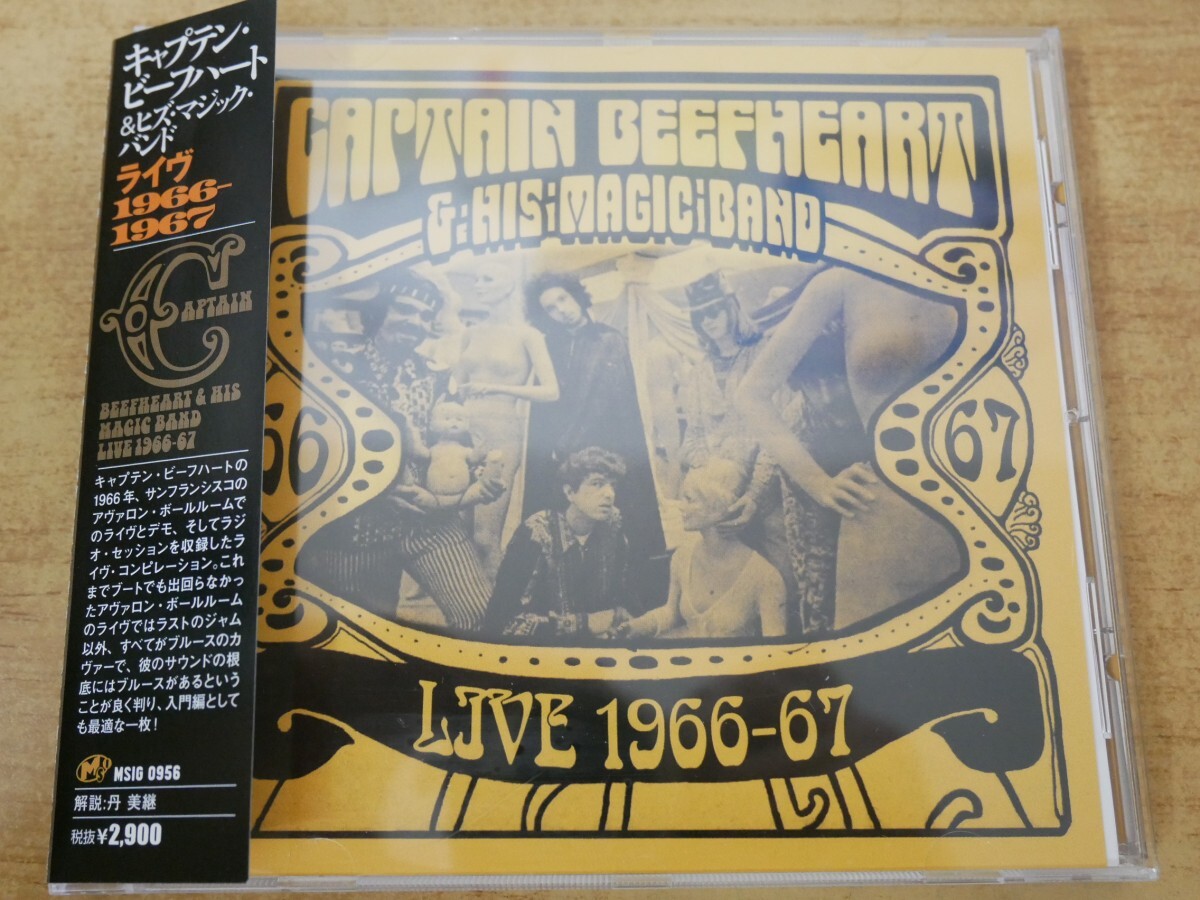 キャプテン・
ビーフハート
&ヒズ・マジック・
バンド
ライヴ
1966-
1967
CAPTAIN
BEEFHEART & HIS
MAGIC BAND
LIVE 1966-67
キャプテン・ビーフハートの
1966年、サンフランシスコの
アヴァロン・ボールルームで
のライヴとデモ、そしてラジ
オ・セッションを収録したラ
イヴ・コンピレーション。これ
までブートでも出回らなかっ
たアヴァロン・ボールルーム
のライヴではラストのジャム
以外、すべてがブルースのカ
ヴァーで、彼のサウンドの根
底にはブルースがあるという
ことが良く判り、入門編として
も最適な一枚!
MSIG 0956
解説:丹 美継
税抜¥2,900
CAPTAIN BEEFHEART
&:HIS:MAGIC:BAND
66
67
LIVE 1966-67